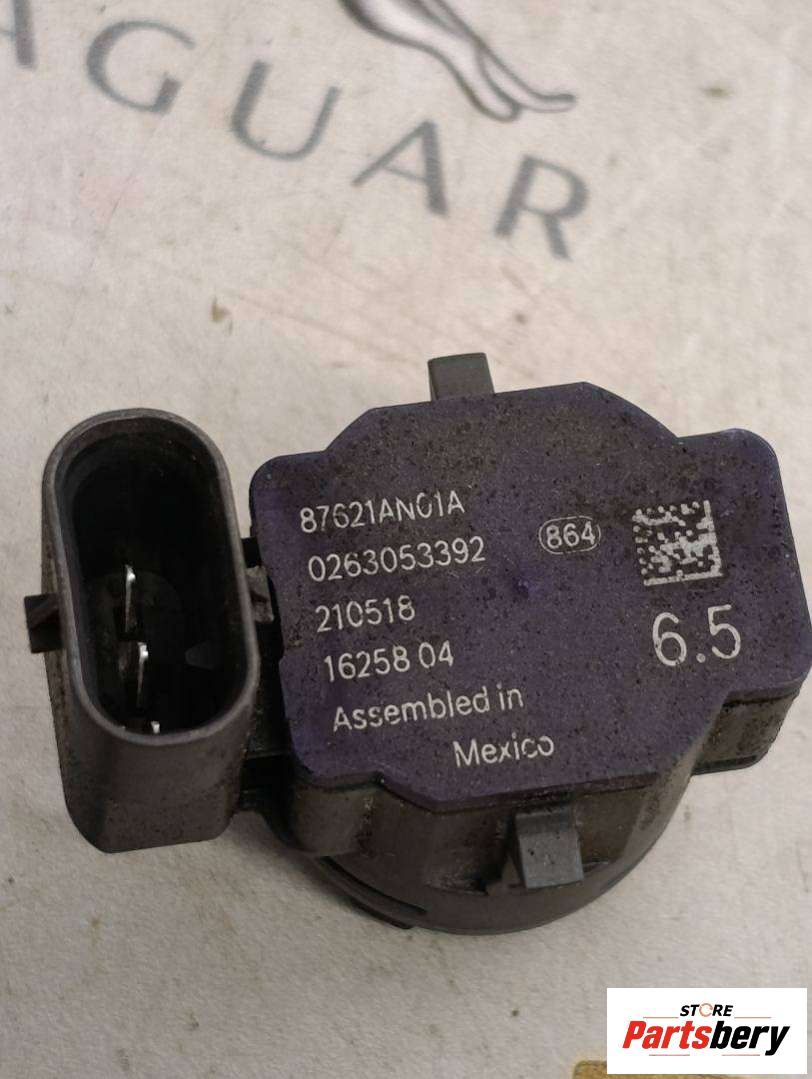 AGUAR
87621AN01A
0263053392
864
210518
16258 04
6.5
Assembled in
Mexico
STORE
Partsbery